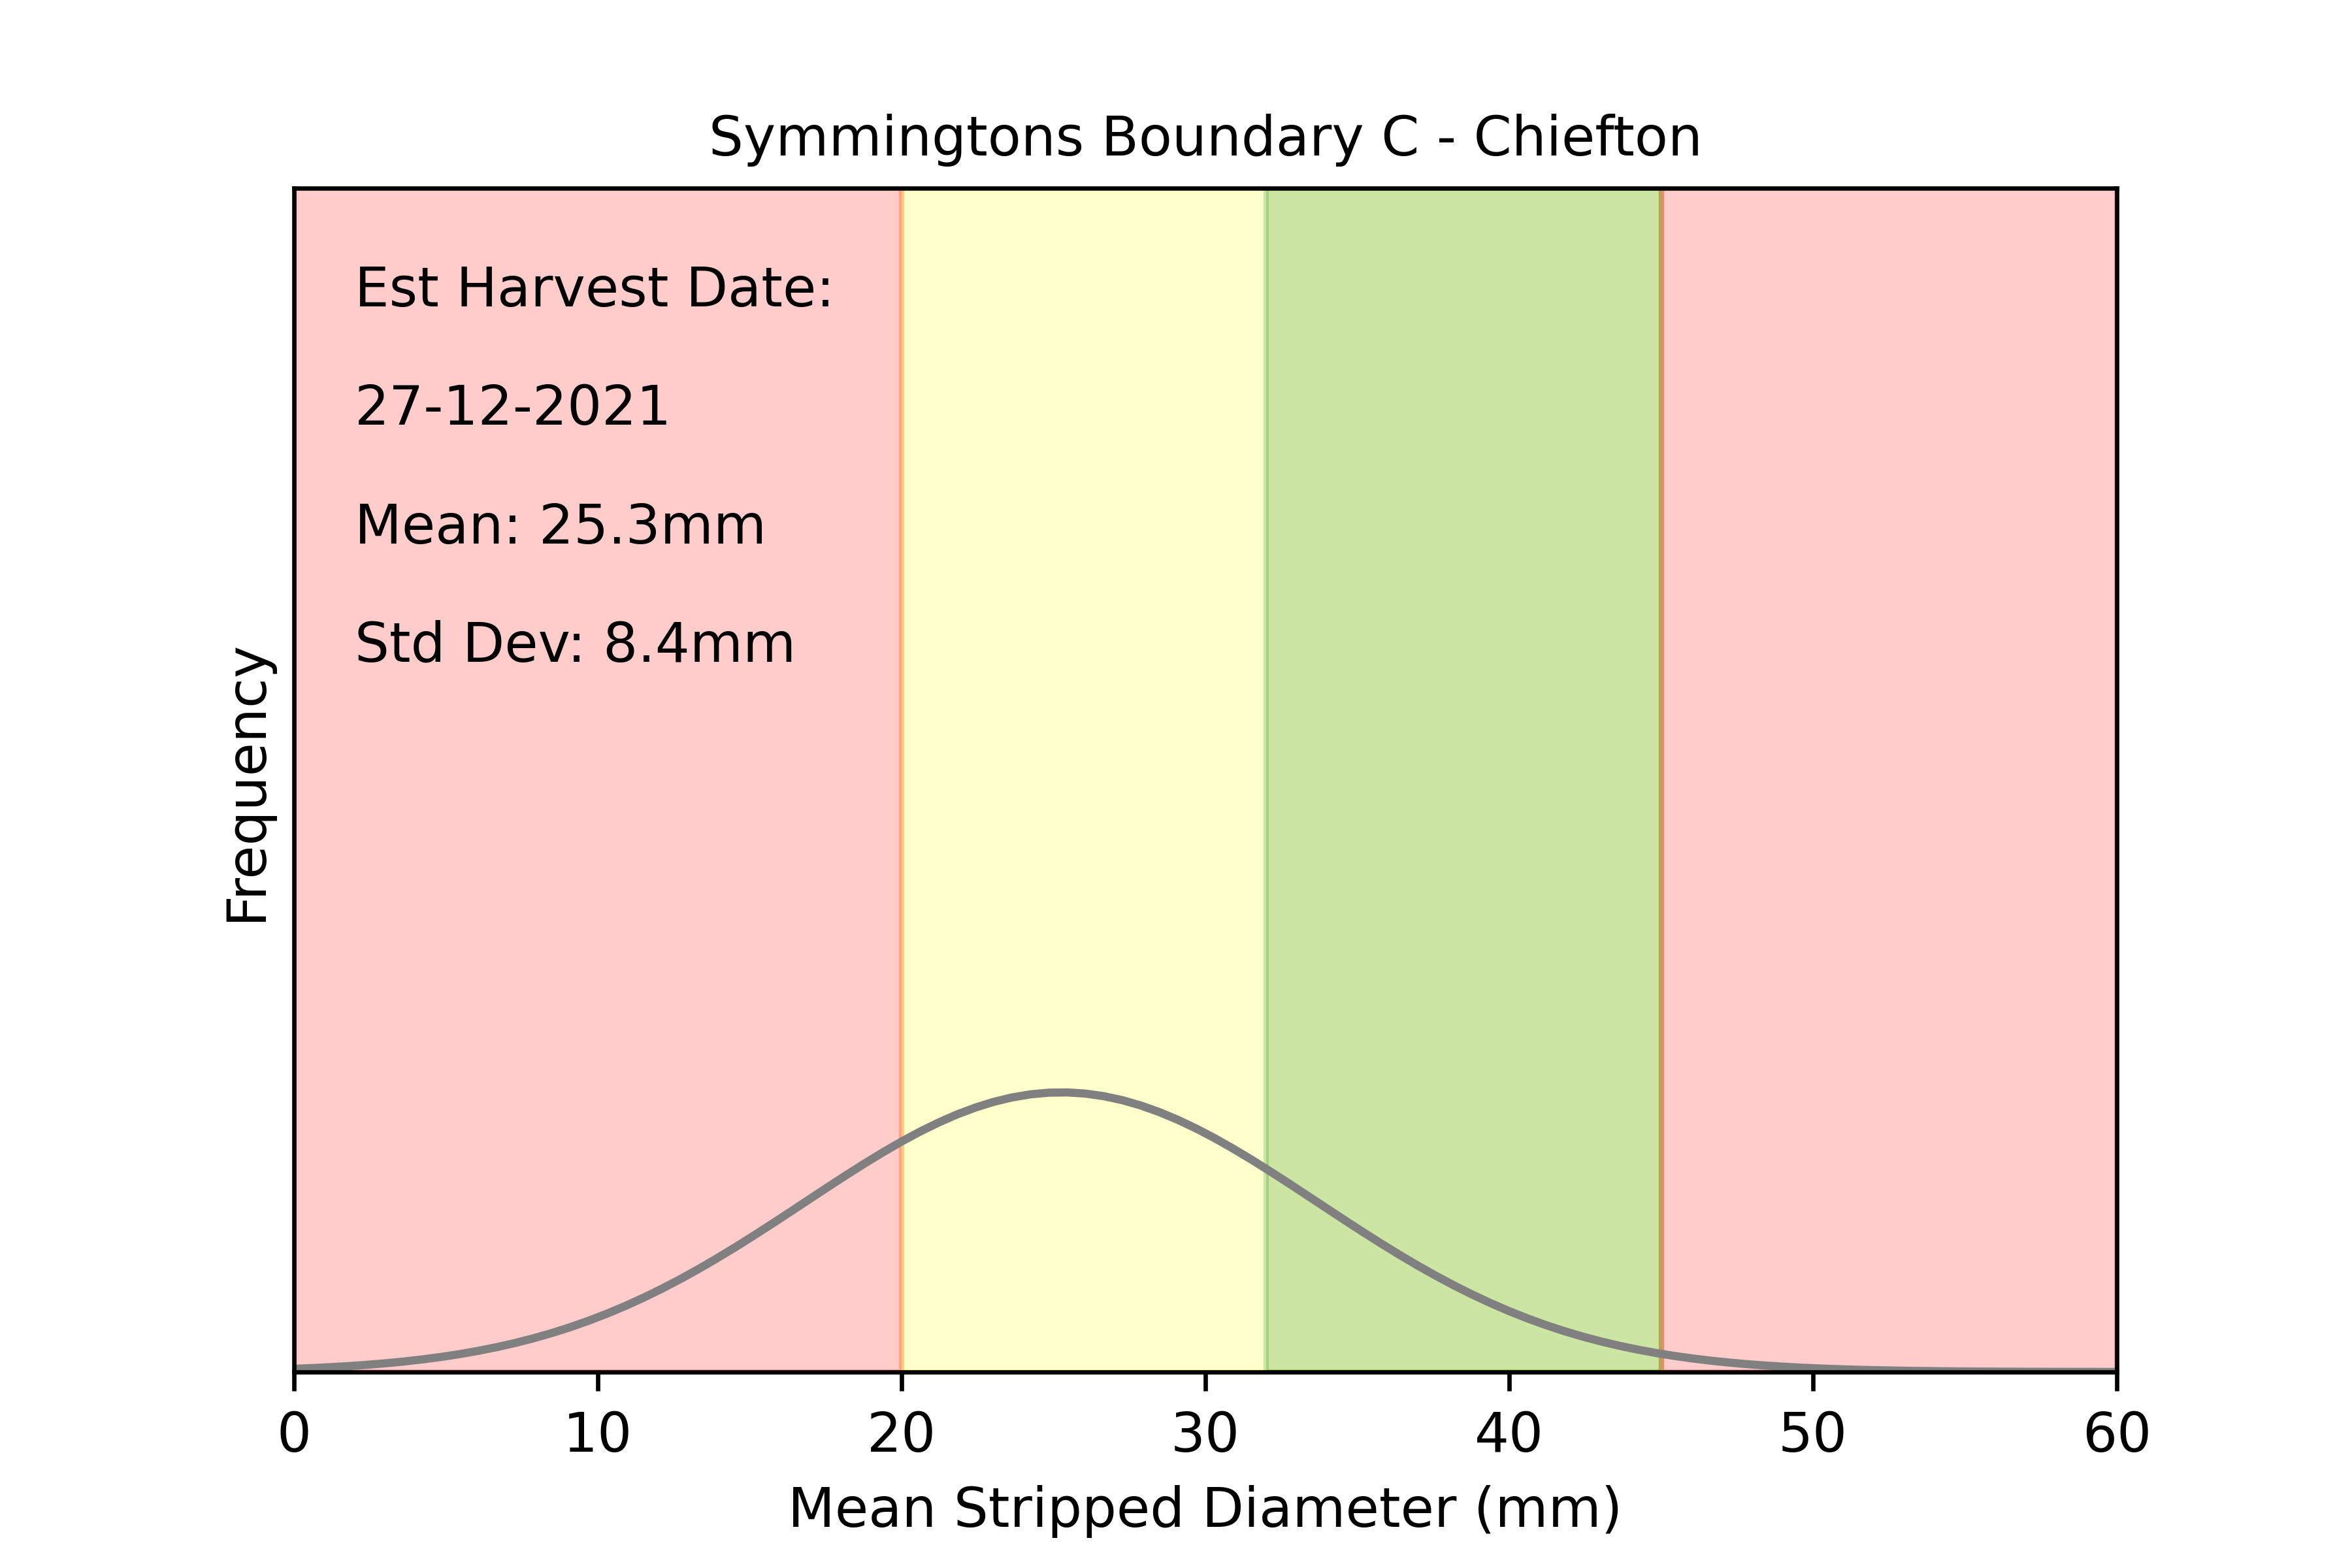 Symmingtons Boundary C - Chiefton
Est Harvest Date:
27-12-2021
Mean: 25.3mm
Std Dev: 8.4mm
Frequency
0 10 20 30 40 50 60
Mean Stripped Diameter (mm)